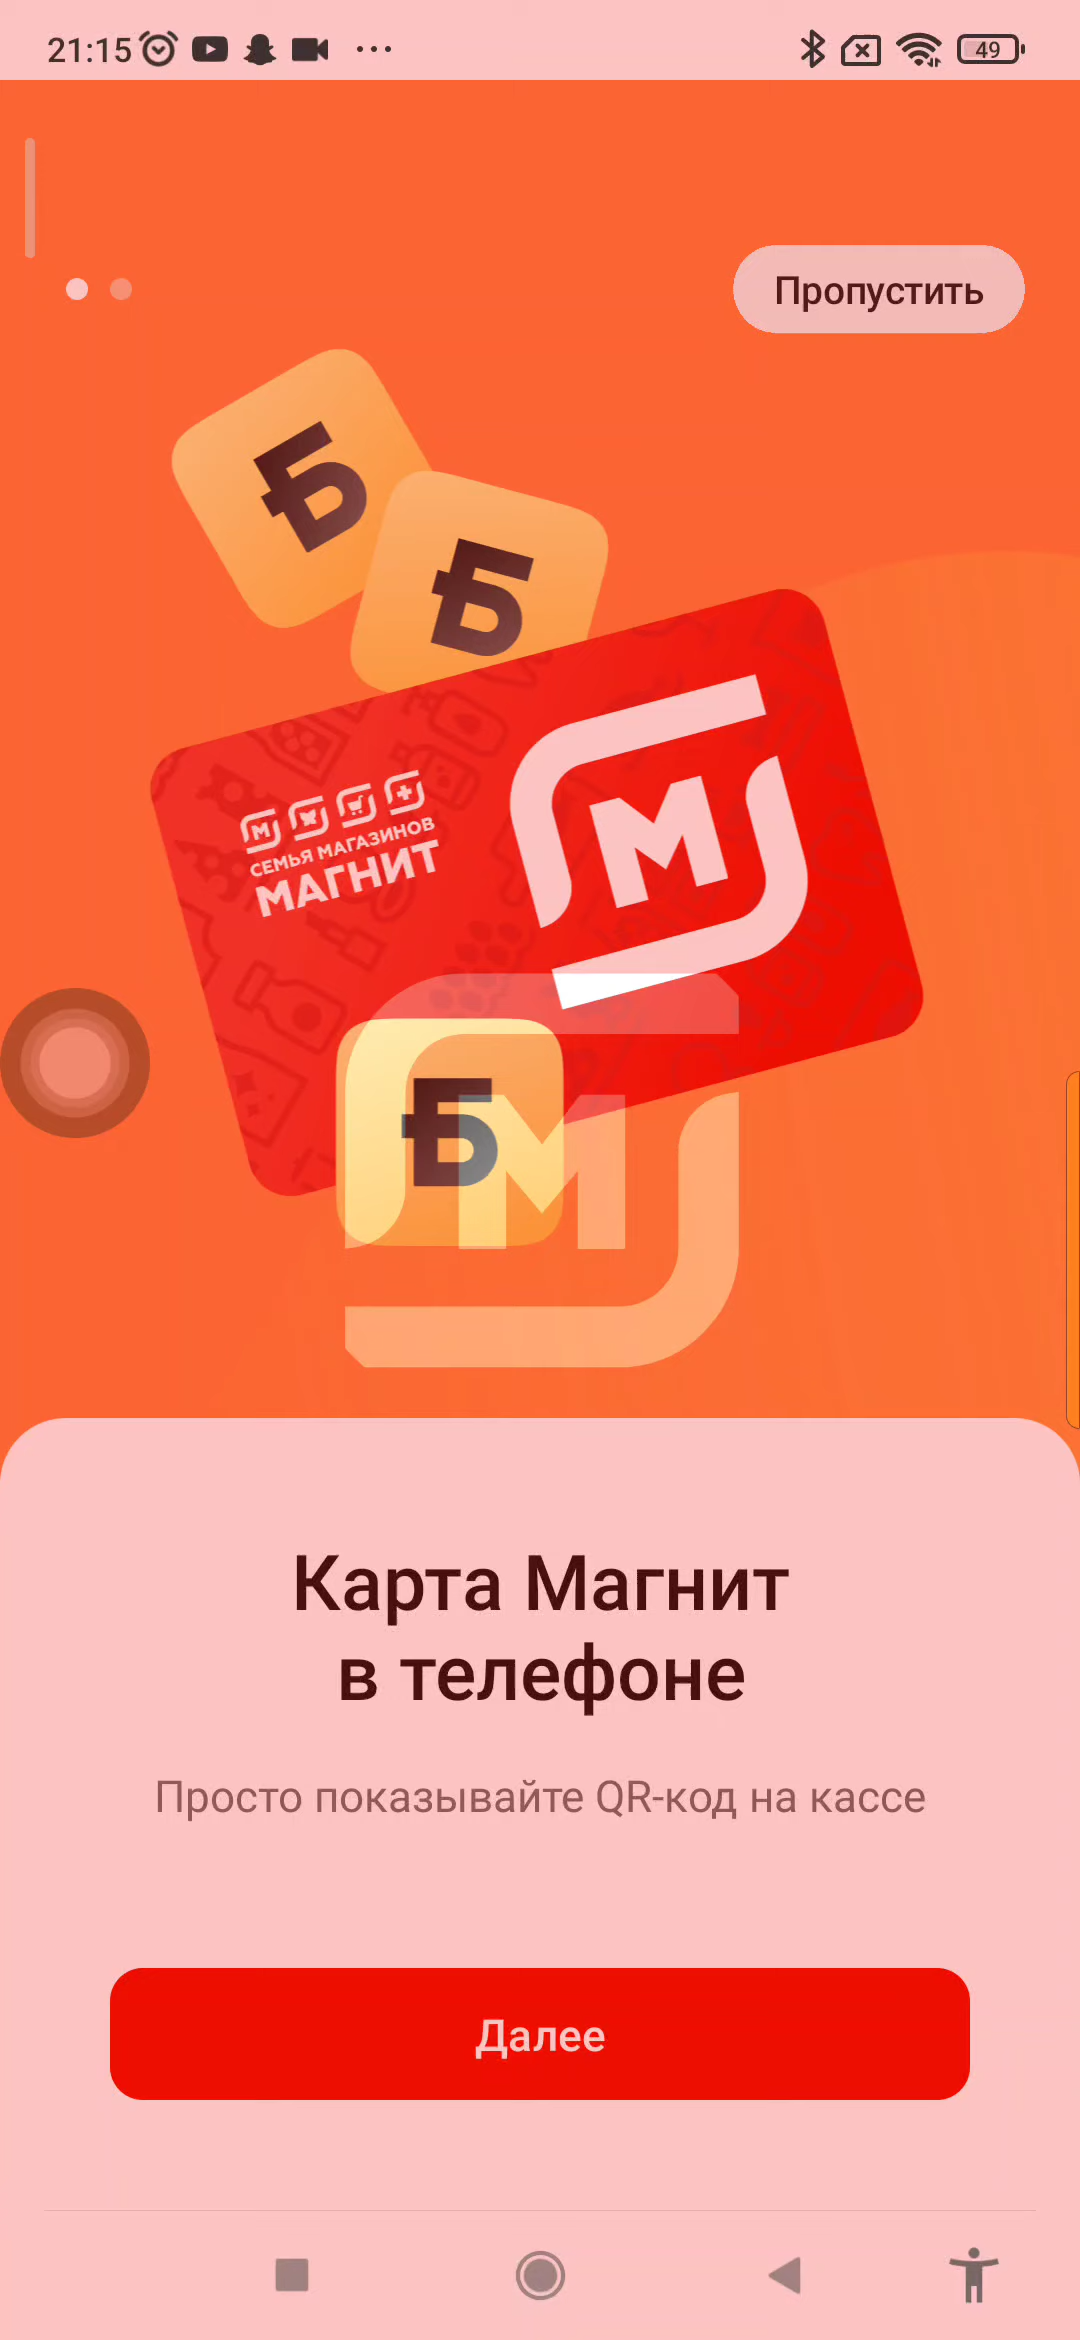 21:15
49
Пропустить
Б
Б
М
СЕМЬЯ МАГАЗИНОВ
МАГНИТ
М
Б
М
Карта Магнит
в телефоне
Просто показывайте QR-код на кассе
Далее